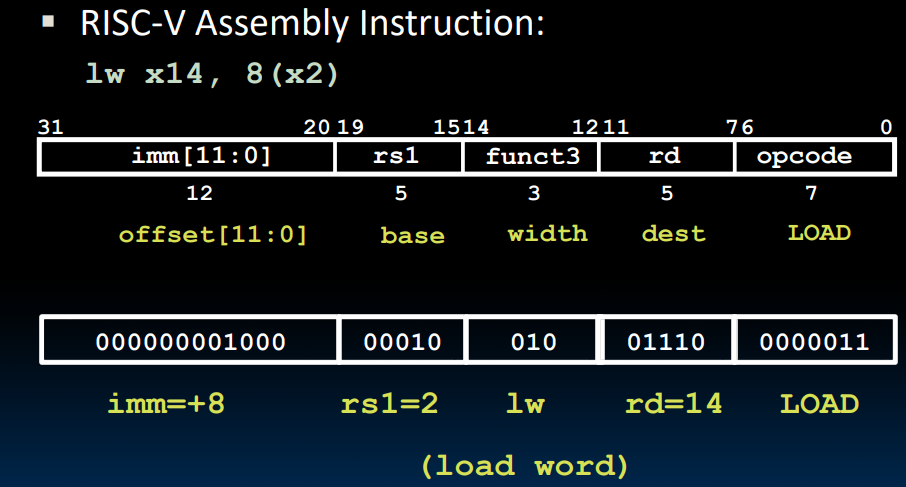 ▪ RISC-V Assembly Instruction:
lw x14, 8(x2)
31 20 19 15 14 12 11 7 6 0
imm[11:0] rs1 funct3 rd opcode
12 5 3 5 7
offset[11:0] base width dest LOAD
000000001000 00010 010 01110 0000011
imm=+8 rs1=2 lw rd=14 LOAD
(load word)